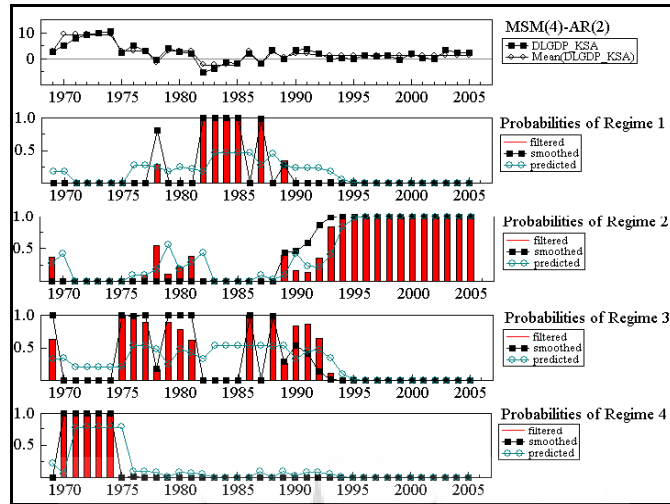 MSM(4)-AR(2)
DLGDP_KSA
Mean(DLGDP_KSA)
10
0
1970 1975 1980 1985 1990 1995 2000 2005
Probabilities of Regime 1
filtered
smoothed
predicted
1.0
0.5
1970 1975 1980 1985 1990 1995 2000 2005
Probabilities of Regime 2
filtered
smoothed
predicted
1.0
0.5
1970 1975 1980 1985 1990 1995 2000 2005
Probabilities of Regime 3
filtered
smoothed
predicted
1.0
0.5
1970 1975 1980 1985 1990 1995 2000 2005
Probabilities of Regime 4
filtered
smoothed
predicted
1.0
0.5
1970 1975 1980 1985 1990 1995 2000 2005